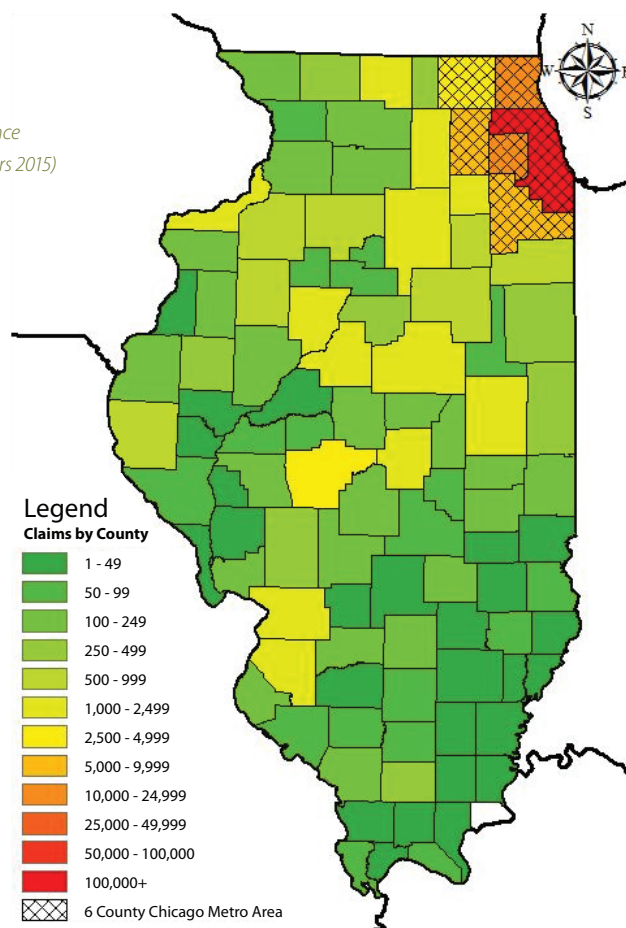 nce
rs 2015)
N
W
E
S
Legend
Claims by County
1 - 49
50 - 99
100 - 249
250 - 499
500 - 999
1,000 - 2,499
2,500 - 4,999
5,000 - 9,999
10,000 - 24,999
25,000 - 49,999
50,000 - 100,000
100,000+
6 County Chicago Metro Area